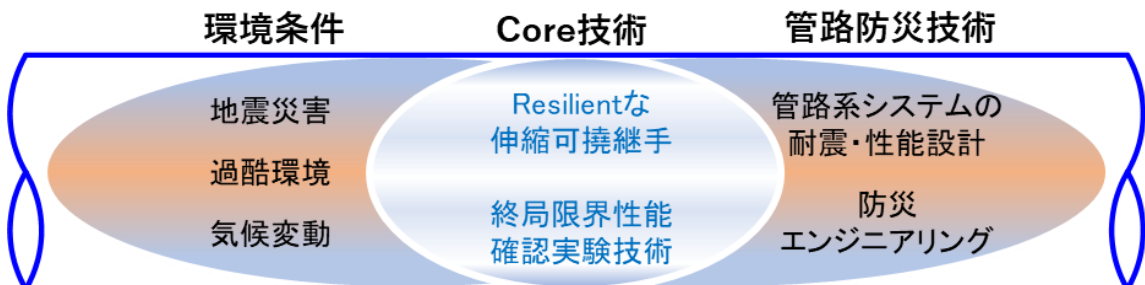 環境条件
Core技術
管路防災技術
地震災害
過酷環境
気候変動
Resilientな
伸縮可撓継手
終局限界性能
確認実験技術
管路系システムの
耐震・性能設計
防災
エンジニアリング